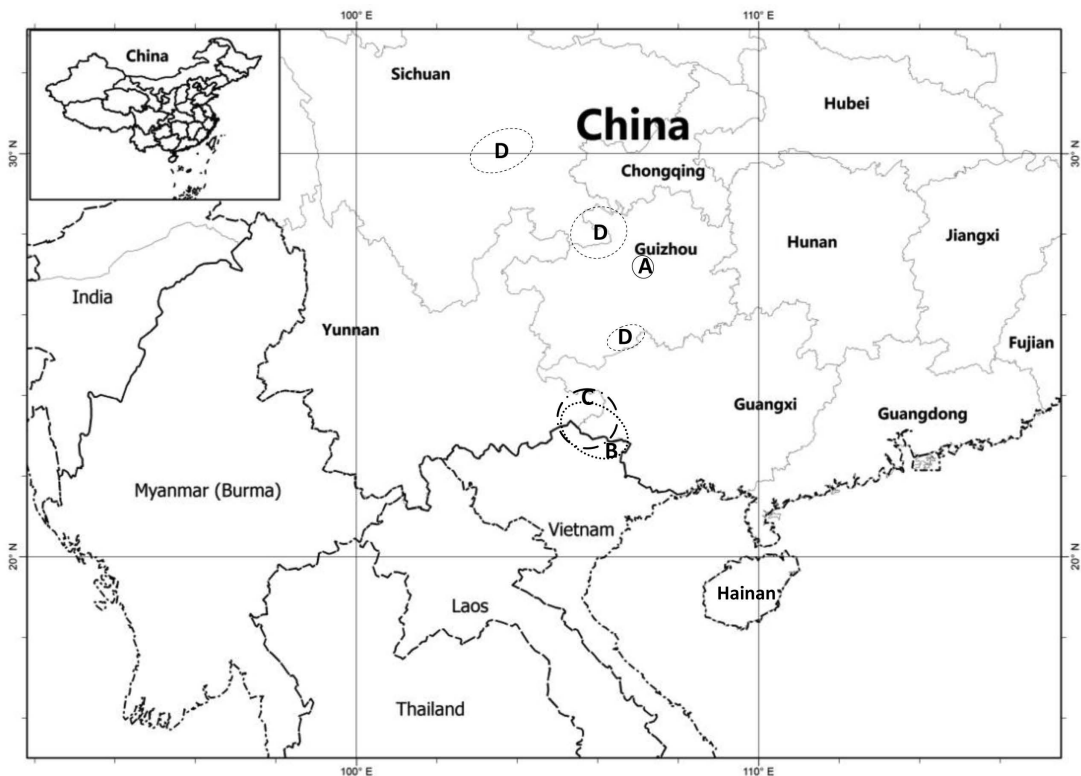 100° E
110° E
China
Sichuan
Hubei
China
30° N
D
30° N
Chongqing
D
Guizhou
Hunan
Jiangxi
A
India
Yunnan
D
Fujian
C
Guangxi
Guangdong
B
Myanmar (Burma)
Vietnam
20° N
20° N
Hainan
Laos
Thailand
100° E
110° E